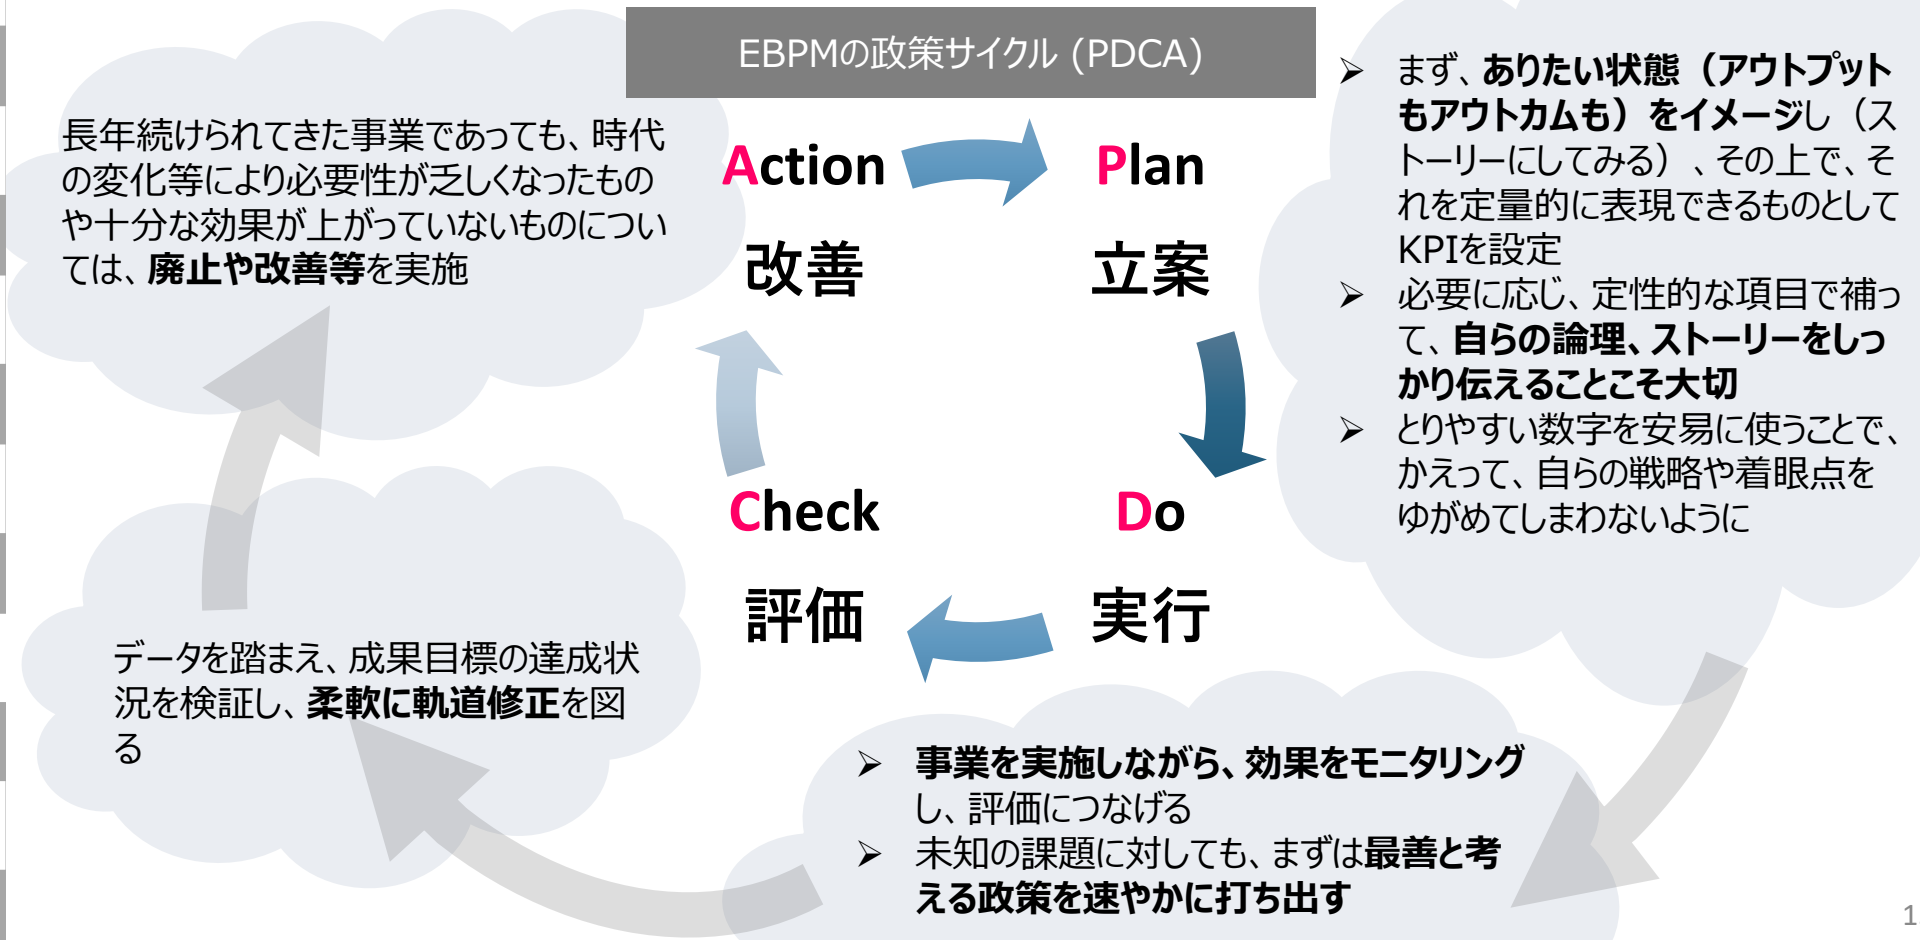 EBPMの政策サイクル (PDCA)
長年続けられてきた事業であっても、時代
の変化等により必要性が乏しくなったもの
や十分な効果が上がっていないものについ
ては、廃止や改善等を実施
Action
改善
Plan
立案
➢ まず、ありたい状態（アウトプット
もアウトカムも）をイメージし（ス
トーリーにしてみる）、その上で、そ
れを定量的に表現できるものとして
KPIを設定
➢ 必要に応じ、定性的な項目で補っ
て、自らの論理、ストーリーをしっ
かり伝えることこそ大切
➢ とりやすい数字を安易に使うことで、
かえって、自らの戦略や着眼点を
ゆがめてしまわないように
Check
評価
Do
実行
データを踏まえ、成果目標の達成状
況を検証し、柔軟に軌道修正を図
る
➢ 事業を実施しながら、効果をモニタリング
し、評価につなげる
➢ 未知の課題に対しても、まずは最善と考
える政策を速やかに打ち出す
1